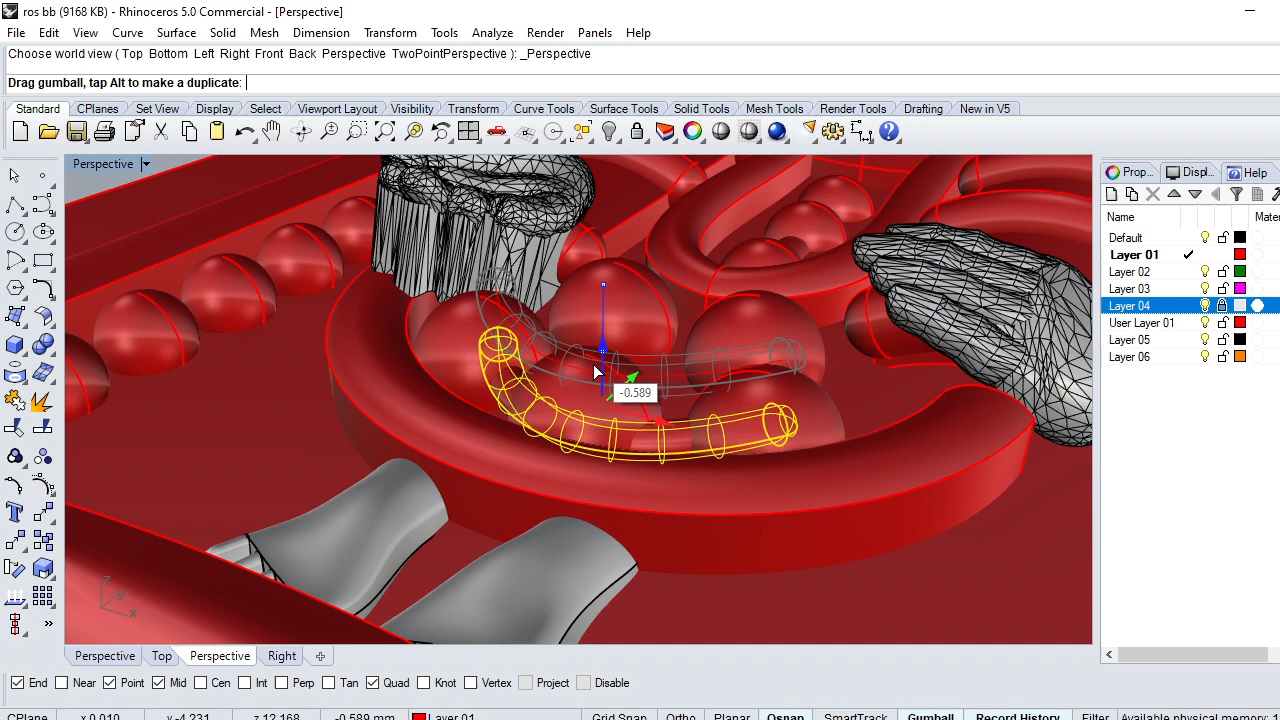 ros bb (9168 KB) - Rhinoceros 5.0 Commercial - [Perspective]
File Edit View Curve Surface Solid Mesh Dimension Transform Tools Analyze Render Panels Help
Choose world view ( Top Bottom Left Right Front Back Perspective TwoPointPerspective ): _Perspective
Drag gumball, tap Alt to make a duplicate:
Standard CPlanes Set View Display Select Viewport Layout Visibility Transform Curve Tools Surface Tools Solid Tools Mesh Tools Render Tools Drafting New in V5
Perspective
Prop... Displ... Help
Name Mater
Default
Layer 01
Layer 02
Layer 03
Layer 04
User Layer 01
Layer 05
Layer 06
-0.589
z
y
x
Perspective Top Perspective Right
End Near Point Mid Cen Int Perp Tan Quad Knot Vertex Project Disable
CPlane x 0.010 y -4.231 z 12.168 -0.589 mm Layer 01 Grid Snap Ortho Planar Osnap SmartTrack Gumball Record History Filter Available physical memory: